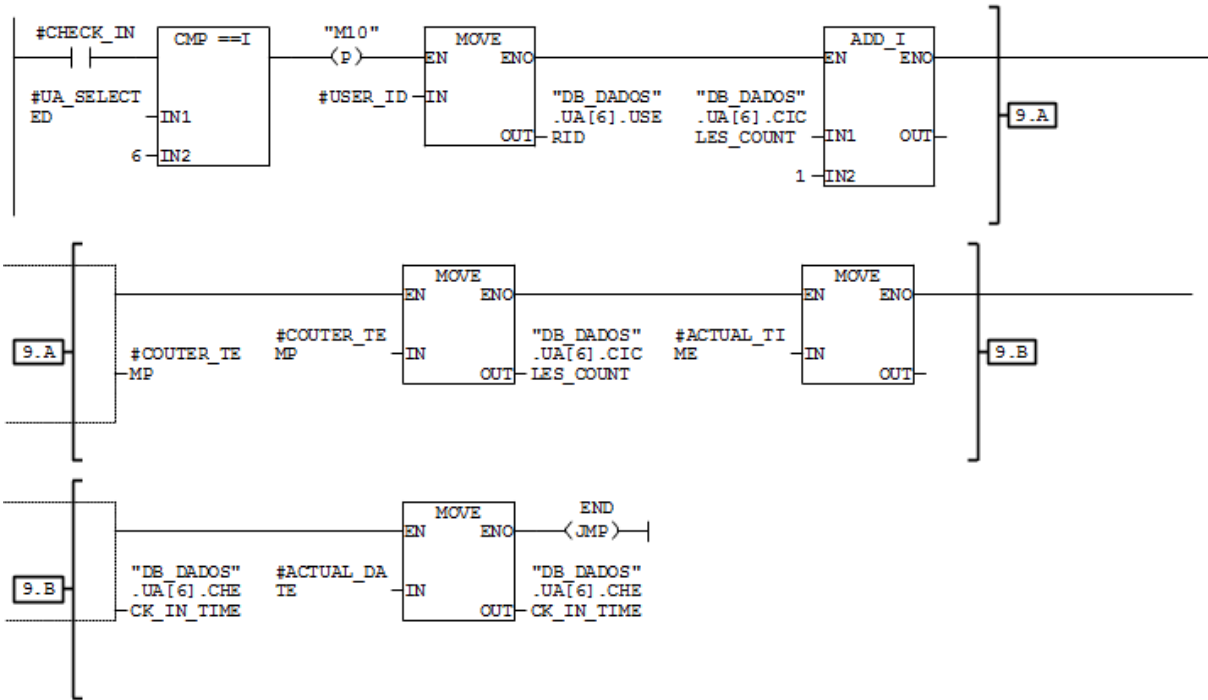 #CHECK_IN
CMP ==I
"M10"
(P)
MOVE
ADD_I
EN
ENO
EN
ENO
#UA_SELECT
ED
IN1
#USER_ID
IN
"DB_DADOS"
.UA[6].USE
RID
OUT
"DB_DADOS"
.UA[6].CIC
LES_COUNT
IN1
OUT
9.A
6
IN2
1
IN2
MOVE
MOVE
EN
ENO
EN
ENO
9.A
#COUTER_TE
MP
#COUTER_TE
MP
IN
"DB_DADOS"
.UA[6].CIC
LES_COUNT
OUT
#ACTUAL_TI
ME
IN
OUT
9.B
MOVE
END
EN
ENO
(JMP)
9.B
"DB_DADOS"
.UA[6].CHE
CK_IN_TIME
#ACTUAL_DA
TE
IN
OUT
"DB_DADOS"
.UA[6].CHE
CK_IN_TIME